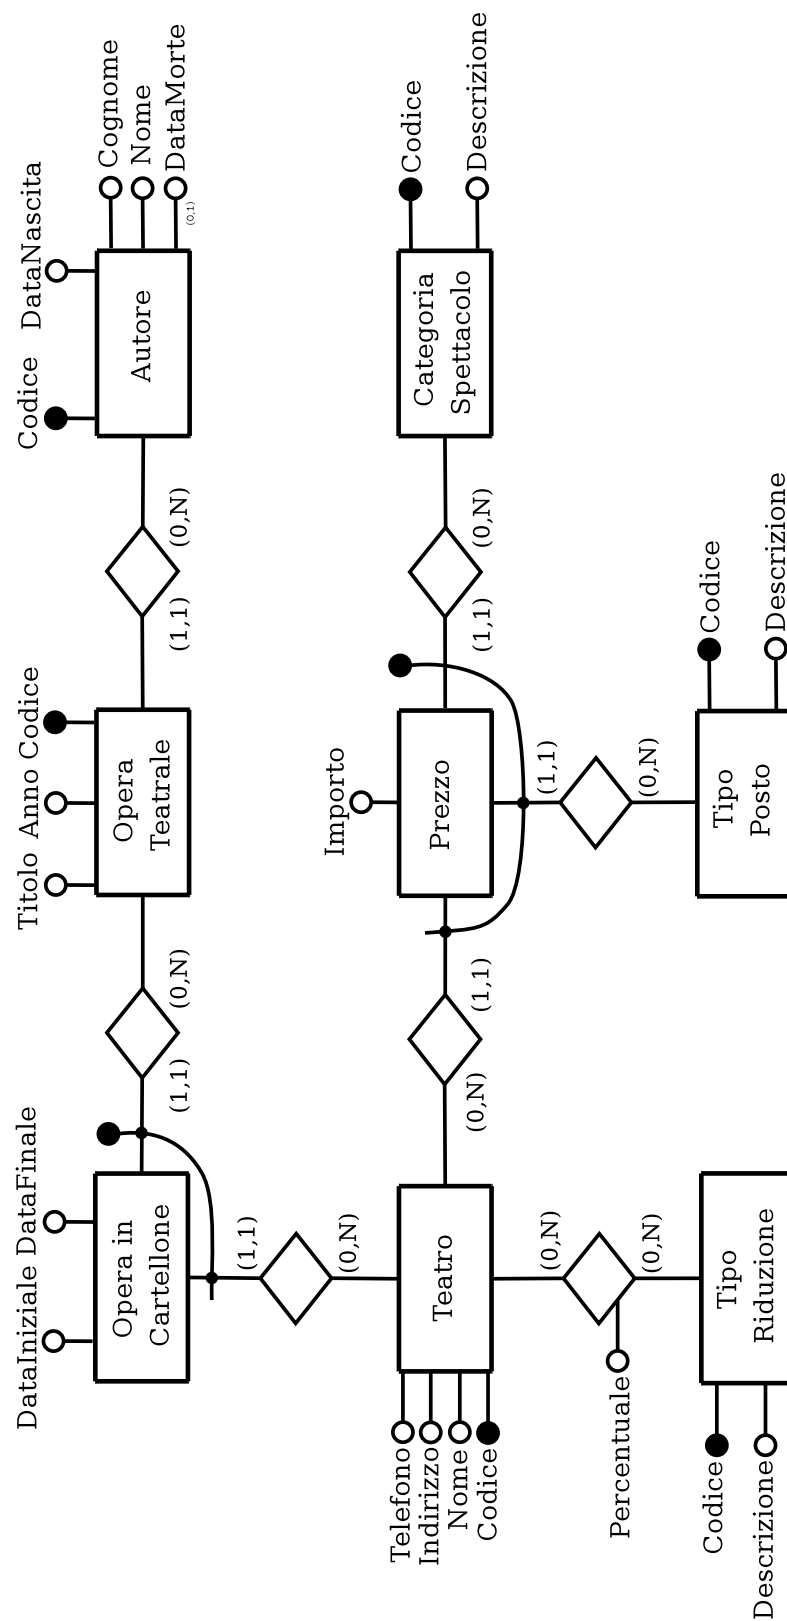 DataNascita
Codice
Cognome
Nome
DataMorte
(0,1)
Autore
(0,N)
(1,1)
Codice
Anno
Titolo
Opera
Teatrale
(0,N)
(1,1)
DataFinale
DataIniziale
Opera in
Cartellone
(1,1)
(0,N)
Codice
Descrizione
Categoria
Spettacolo
(0,N)
(1,1)
Importo
Prezzo
(1,1)
(0,N)
Codice
Descrizione
Tipo
Posto
(1,1)
(0,N)
Teatro
Telefono
Indirizzo
Nome
Codice
(0,N)
(0,N)
Percentuale
Tipo
Riduzione
Codice
Descrizione